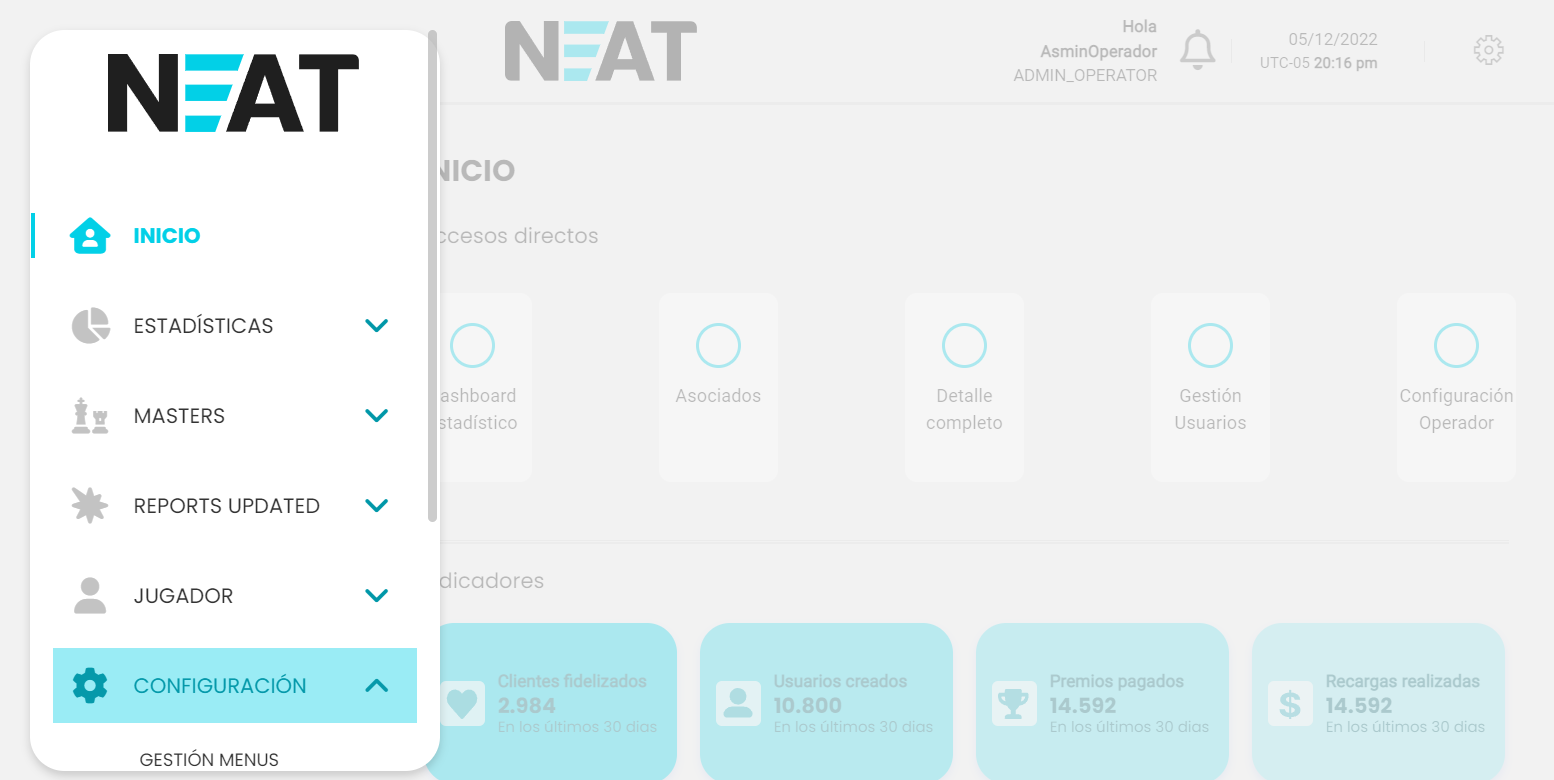 NEAT
INICIO
ESTADÍSTICAS
MASTERS
REPORTS UPDATED
JUGADOR
CONFIGURACIÓN
GESTIÓN MENUS
NEAT
Hola
AsminOperador
ADMIN_OPERATOR
05/12/2022
UTC-05 20:16 pm
NICIO
ccesos directos
ashboard
stadístico
Asociados
Detalle
completo
Gestión
Usuarios
Configuración
Operador
dicadores
Clientes fidelizados
2.984
En los últimos 30 dias
Usuarios creados
10.800
En los últimos 30 dias
Premios pagados
14.592
En los últimos 30 dias
Recargas realizadas
14.592
En los últimos 30 dias